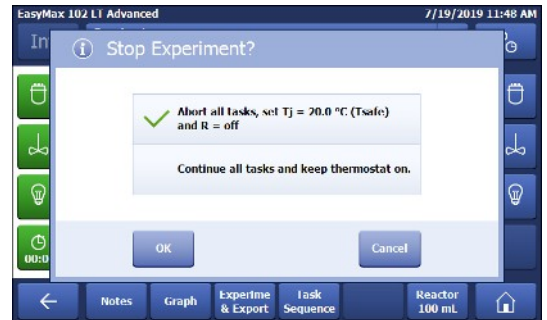 EasyMax 102 LT Advanced
7/19/2019 11:48 AM
In
Stop Experiment?
Abort all tasks, set Tj = 20.0 °C (Tsafe)
and R = off
Continue all tasks and keep thermostat on.
OK
Cancel
00:0
Notes
Graph
Experime
& Export
Task
Sequence
Reactor
100 mL